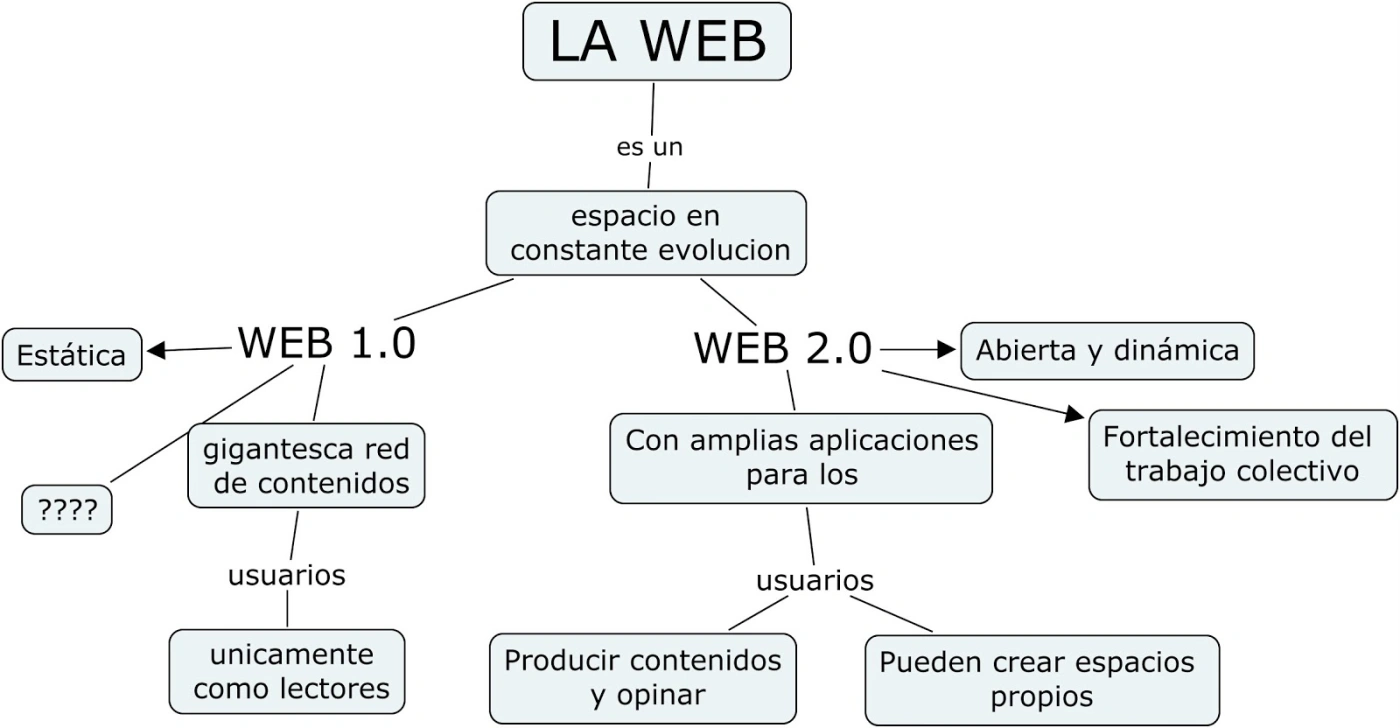 LA WEB
es un
espacio en
constante evolucion
WEB 1.0
Estática
gigantesca red
de contenidos
????
usuarios
unicamente
como lectores
WEB 2.0
Abierta y dinámica
Fortalecimiento del
trabajo colectivo
Con amplias aplicaciones
para los
usuarios
Producir contenidos
y opinar
Pueden crear espacios
propios